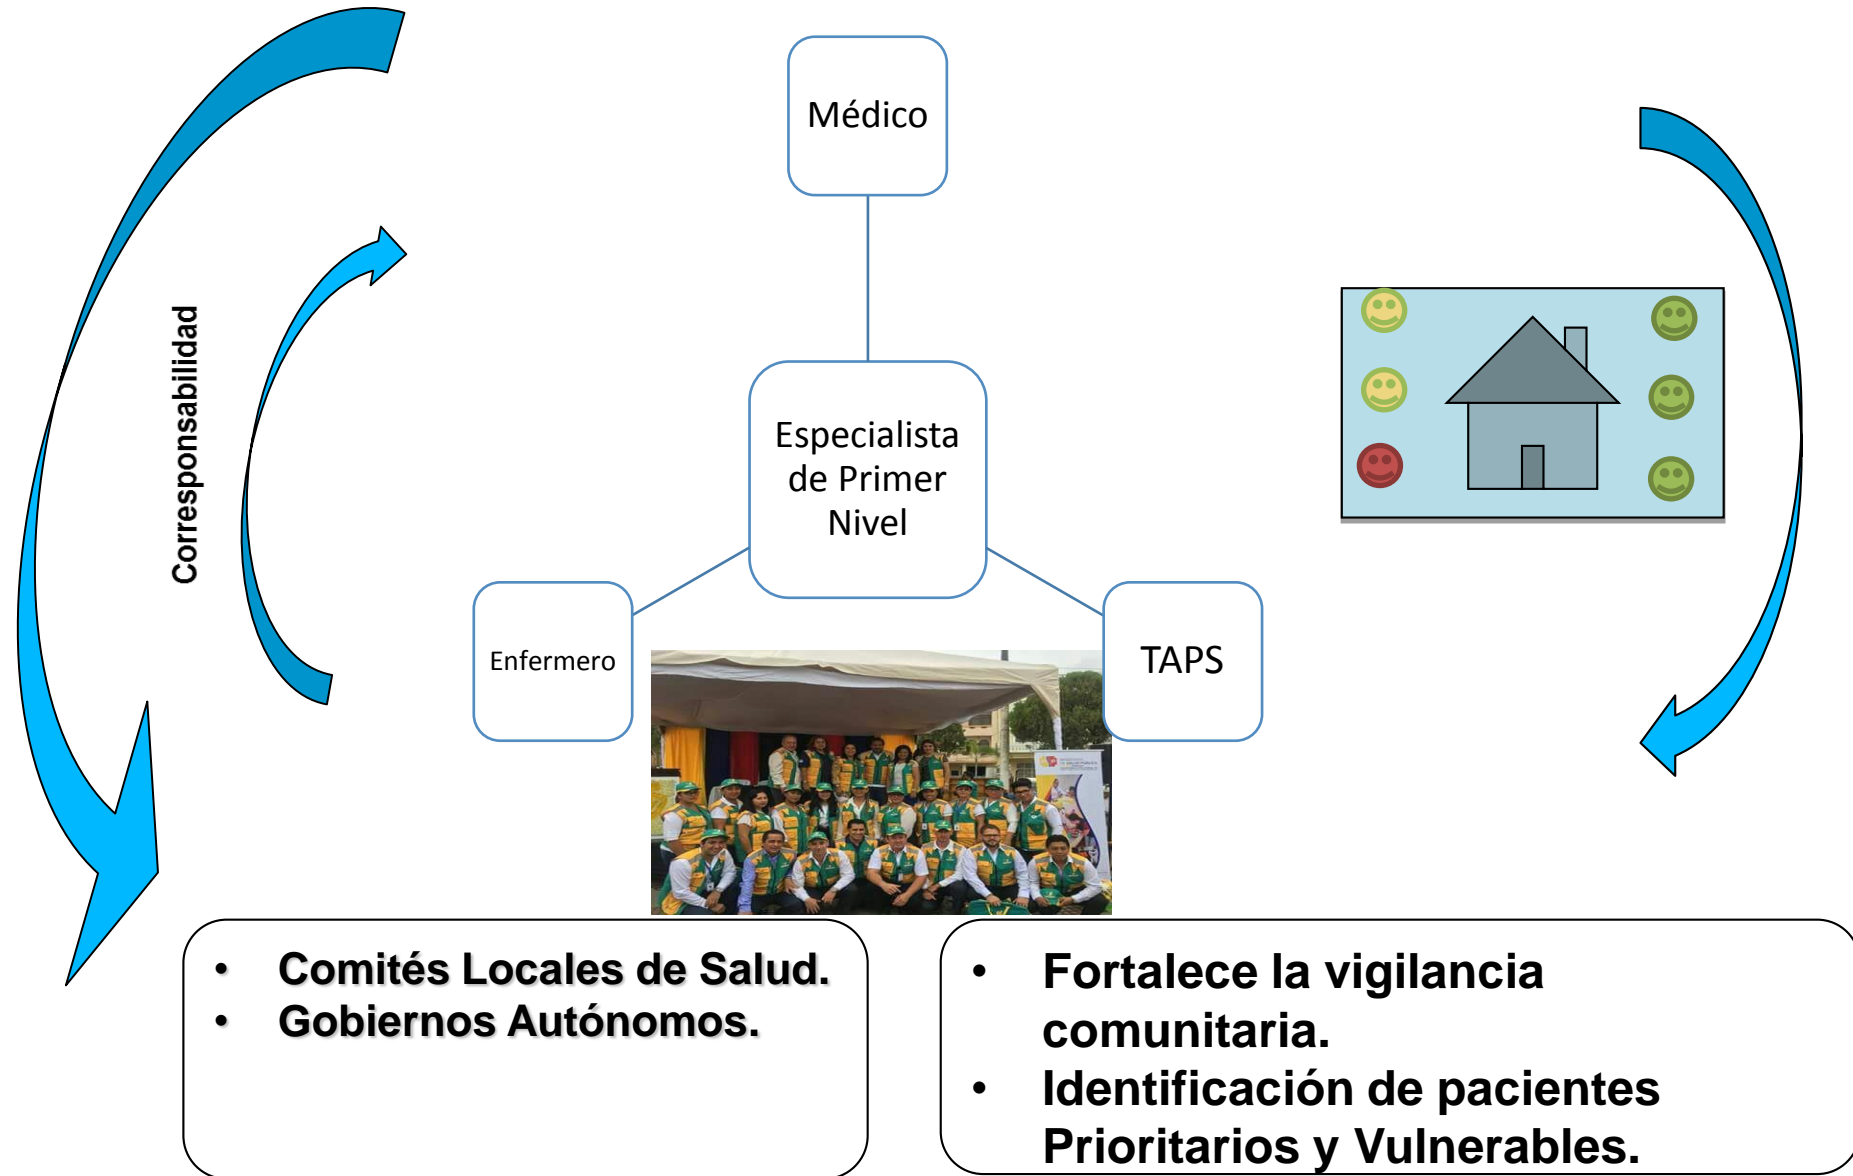 Médico
Corresponsabilidad
Especialista
de Primer
Nivel
Enfermero
TAPS
• Comités Locales de Salud.
• Gobiernos Autónomos.
• Fortalece la vigilancia
comunitaria.
• Identificación de pacientes
Prioritarios y Vulnerables.